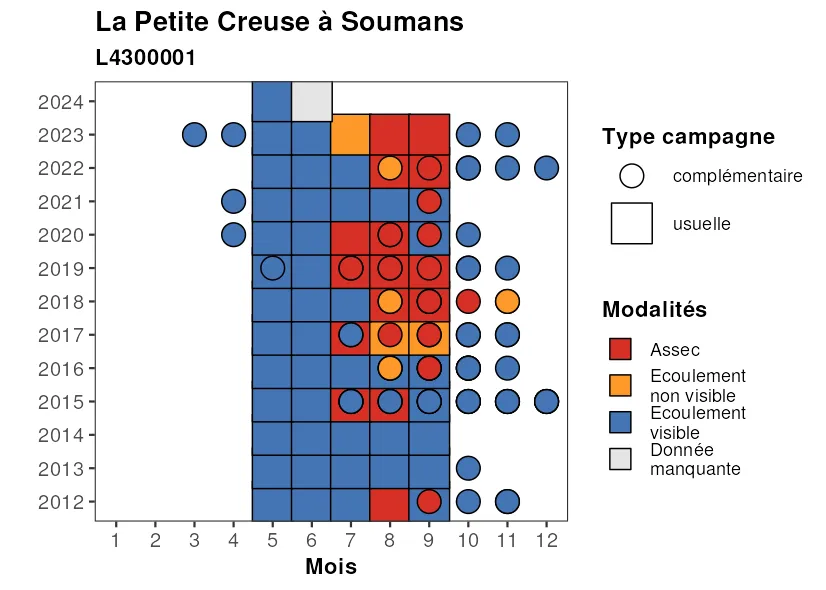 La Petite Creuse à Soumans
L4300001
2024
2023
2022
2021
2020
2019
2018
2017
2016
2015
2014
2013
2012
1 2 3 4 5 6 7 8 9 10 11 12
Mois
Type campagne
complémentaire
usuelle
Modalités
Assec
Ecoulement
non visible
Ecoulement
visible
Donnée
manquante